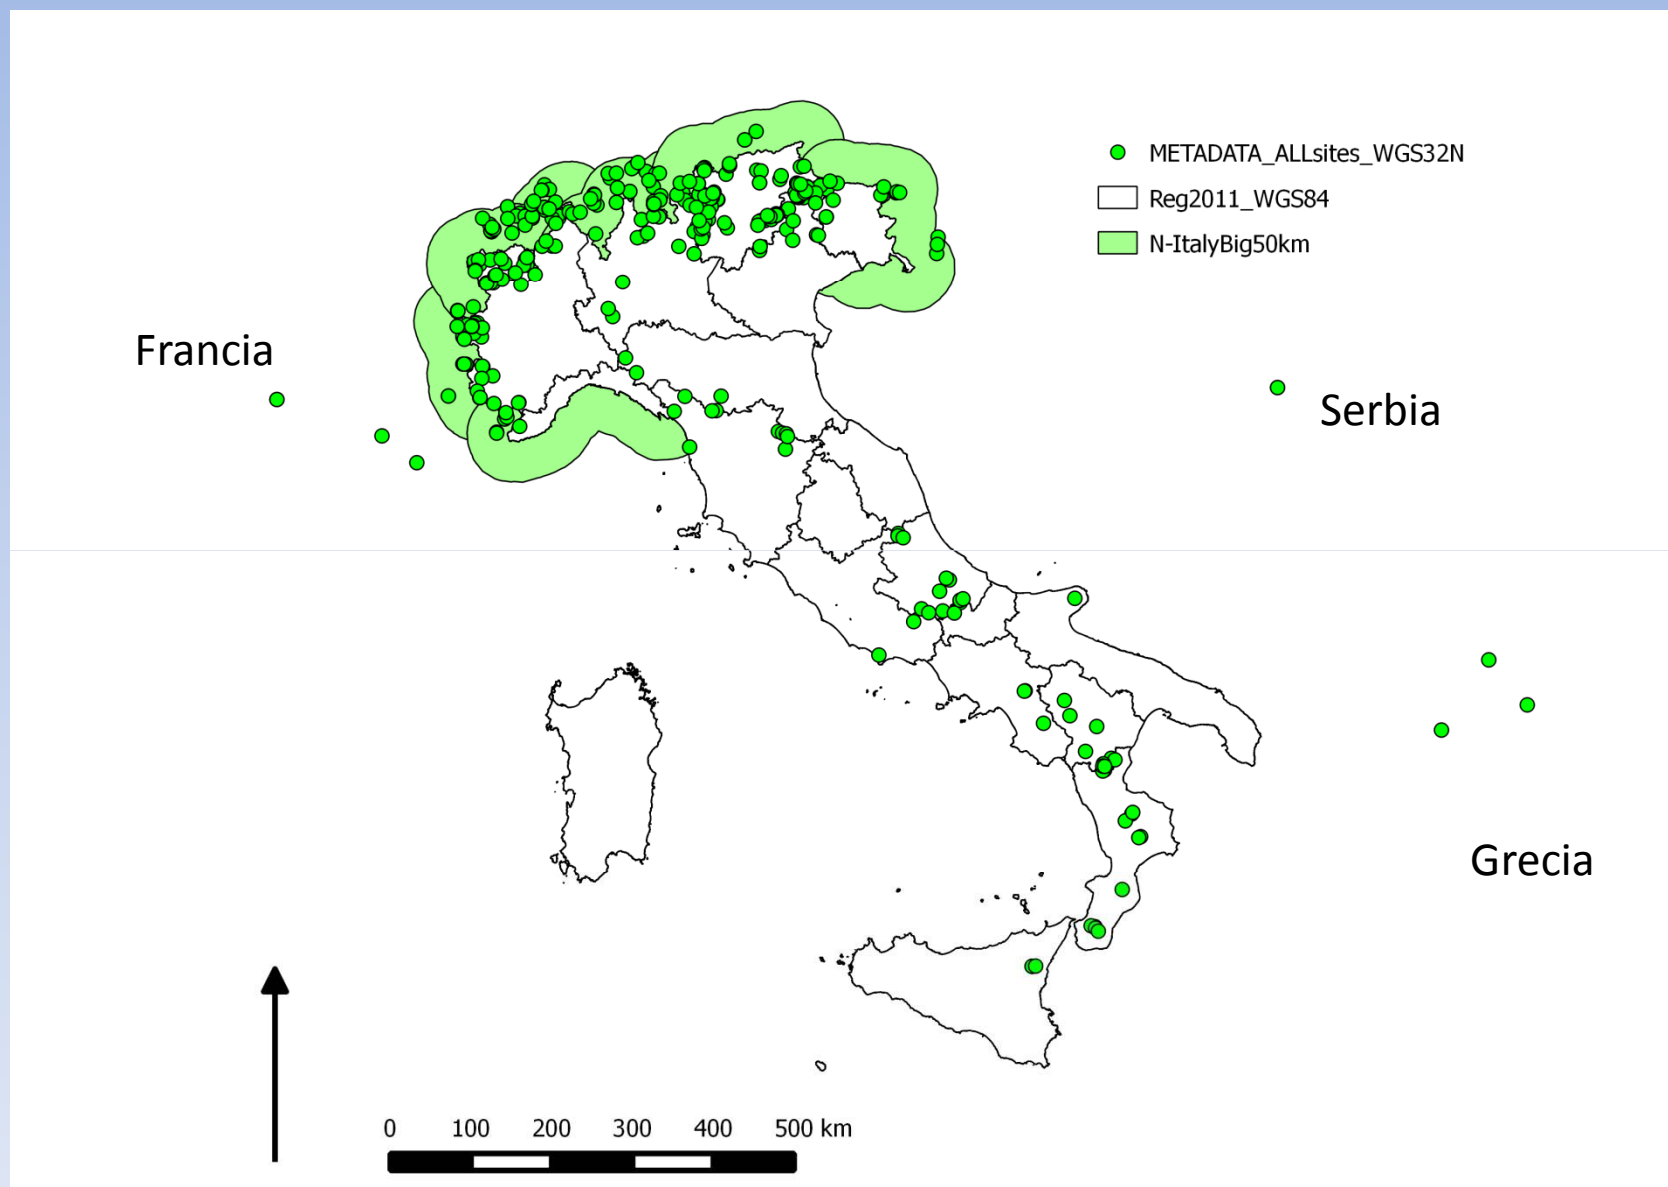 METADATA_ALLsites_WGS32N
Reg2011_WGS84
N-ItalyBig50km
Francia
Serbia
Grecia
0 100 200 300 400 500 km